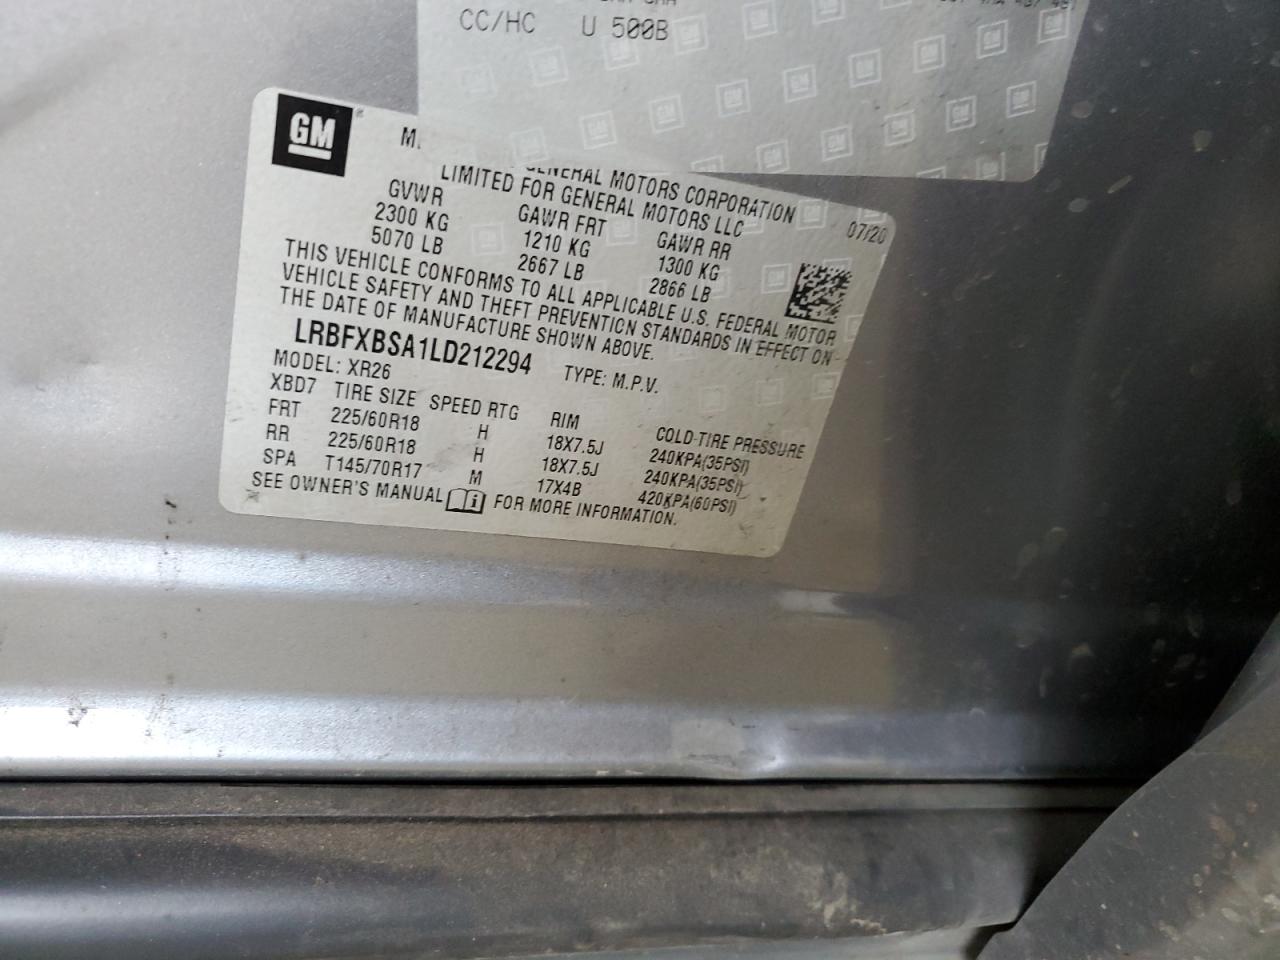 CC/HC U 500B
GM
M.
GENERAL MOTORS CORPORATION
LIMITED FOR GENERAL MOTORS LLC
07/20
GVWR GAWR FRT GAWR RR
2300 KG 1210 KG 1300 KG
5070 LB 2667 LB 2866 LB
THIS VEHICLE CONFORMS TO ALL APPLICABLE U.S. FEDERAL MOTOR
VEHICLE SAFETY AND THEFT PREVENTION STANDARDS IN EFFECT ON
THE DATE OF MANUFACTURE SHOWN ABOVE.
LRBFXBSA1LD212294 TYPE: M.P.V.
MODEL: XR26
XBD7 TIRE SIZE SPEED RTG RIM COLD-TIRE PRESSURE
FRT 225/60R18 H 18X7.5J 240KPA(35PSI)
RR 225/60R18 H 18X7.5J 240KPA(35PSI)
SPA T145/70R17 M 17X4B 420KPA(60PSI)
SEE OWNER'S MANUAL FOR MORE INFORMATION.